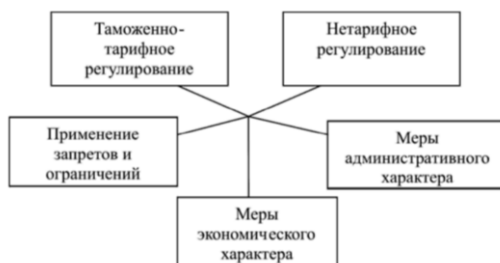 Таможенно-
тарифное
регулирование
Нетарифное
регулирование
Применение
запретов и
ограничений
Меры
административного
характера
Меры
экономического
характера